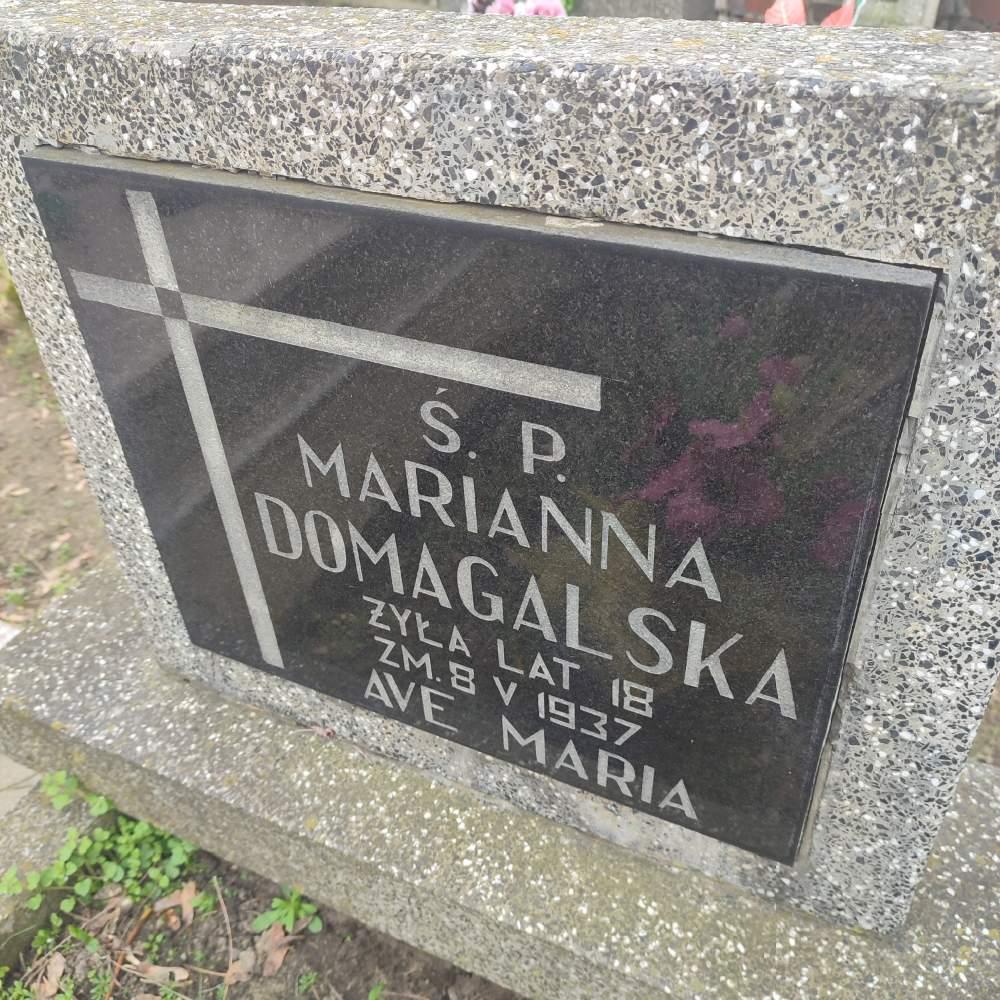 Ś. P.
MARIANNA
DOMAGALSKA
ŻYŁA LAT 18
ZM. 8 V 1937
AVE MARIA